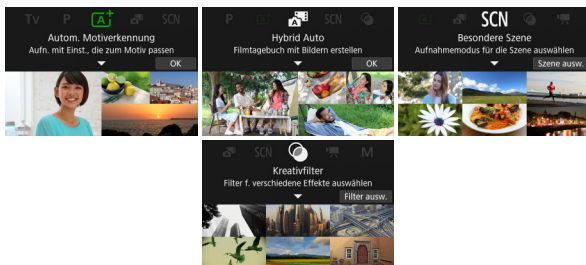 Tv P A+ SCN
Autom. Motiverkennung
Aufn. mit Einst., die zum Motiv passen
OK
P A+ A SCN
Hybrid Auto
Filmtagebuch mit Bildern erstellen
OK
A+ A SCN
Besondere Szene
Aufnahmemodus für die Szene auswählen
Szene ausw.
A SCN M
Kreativfilter
Filter f. verschiedene Effekte auswählen
Filter ausw.